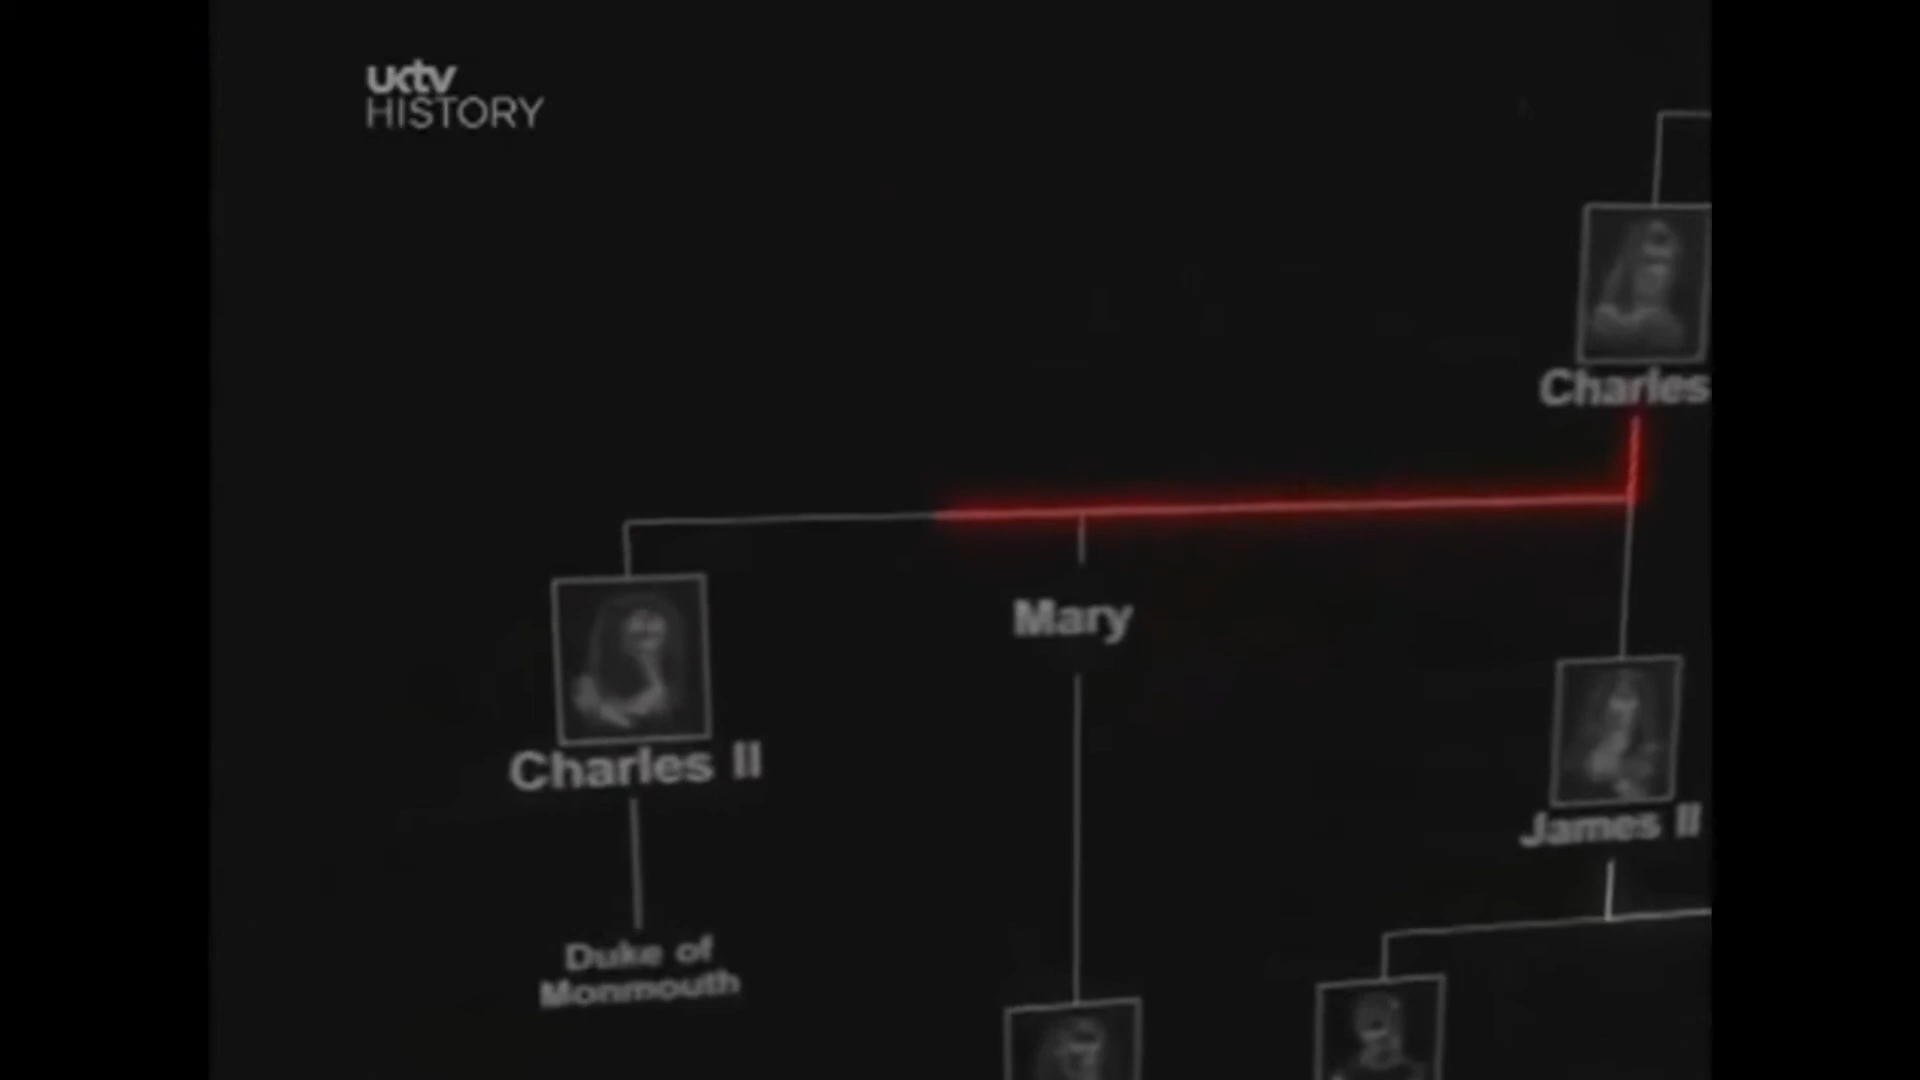 uktv
HISTORY
Charles
Charles II
Mary
James II
Duke of
Monmouth